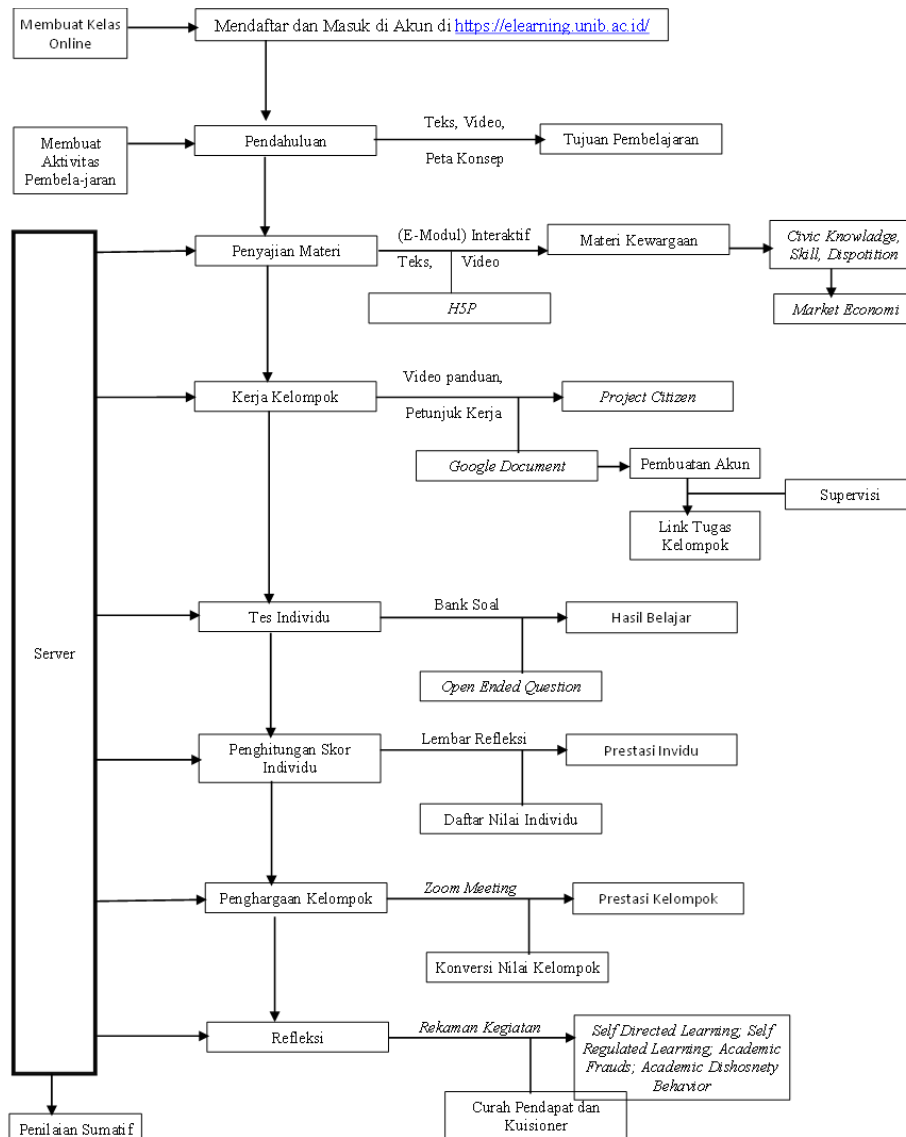 Membuat Kelas
Online
Mendaftar dan Masuk di Akun di https://elearning.unib.ac.id/
Membuat
Aktivitas
Pembela-jaran
Pendahuluan
Teks, Video,
Peta Konsep
Tujuan Pembelajaran
Server
Penyajian Materi
(E-Modul) Interaktif
Teks, Video
H5P
Materi Kewargaan
Civic Knowladge,
Skill, Dispotition
Market Economi
Kerja Kelompok
Video panduan,
Petunjuk Kerja
Project Citizen
Google Document
Pembuatan Akun
Supervisi
Link Tugas
Kelompok
Tes Individu
Bank Soal
Hasil Belajar
Open Ended Question
Penghitungan Skor
Individu
Lembar Refleksi
Prestasi Invidu
Daftar Nilai Individu
Penghargaan Kelompok
Zoom Meeting
Prestasi Kelompok
Konversi Nilai Kelompok
Refleksi
Rekaman Kegiatan
Self Directed Learning; Self
Regulated Learning; Academic
Frauds; Academic Dishosnety
Behavior
Curah Pendapat dan
Kuisioner
Penilaian Sumatif